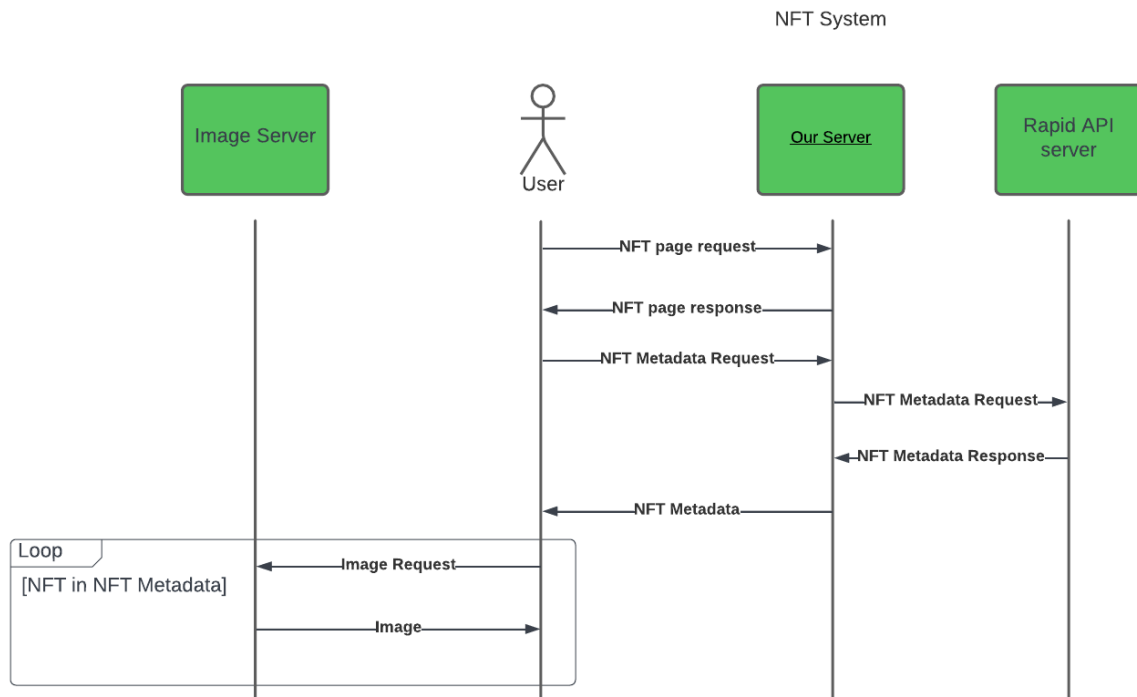 NFT System
Image Server
User
Our Server
Rapid API
server
NFT page request
NFT page response
NFT Metadata Request
NFT Metadata Request
NFT Metadata Response
NFT Metadata
Loop
Image Request
[NFT in NFT Metadata]
Image